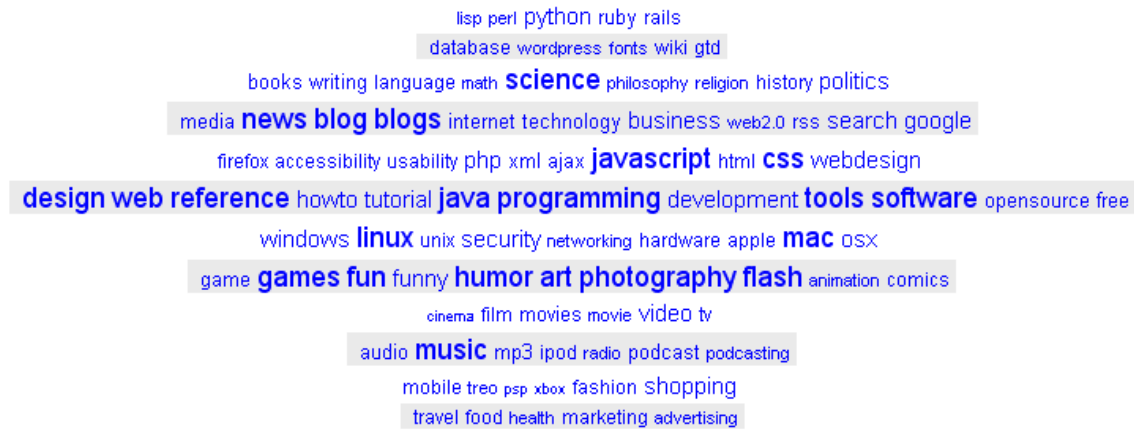 lisp perl python ruby rails
database wordpress fonts wiki gtd
books writing language math science philosophy religion history politics
media news blog blogs internet technology business web2.0 rss search google
firefox accessibility usability php xml ajax javascript html css webdesign
design web reference howto tutorial java programming development tools software opensource free
windows linux unix security networking hardware apple mac osx
game games fun funny humor art photography flash animation comics
cinema film movies movie video tv
audio music mp3 ipod radio podcast podcasting
mobile treo psp xbox fashion shopping
travel food health marketing advertising